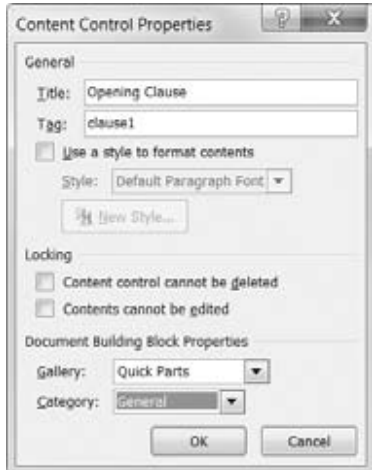 Content Control Properties
General
Title: Opening Clause
Tag: clause1
Use a style to format contents
Style: Default Paragraph Font
New Style...
Locking
Content control cannot be deleted
Contents cannot be edited
Document Building Block Properties
Gallery: Quick Parts
Category: General
OK Cancel